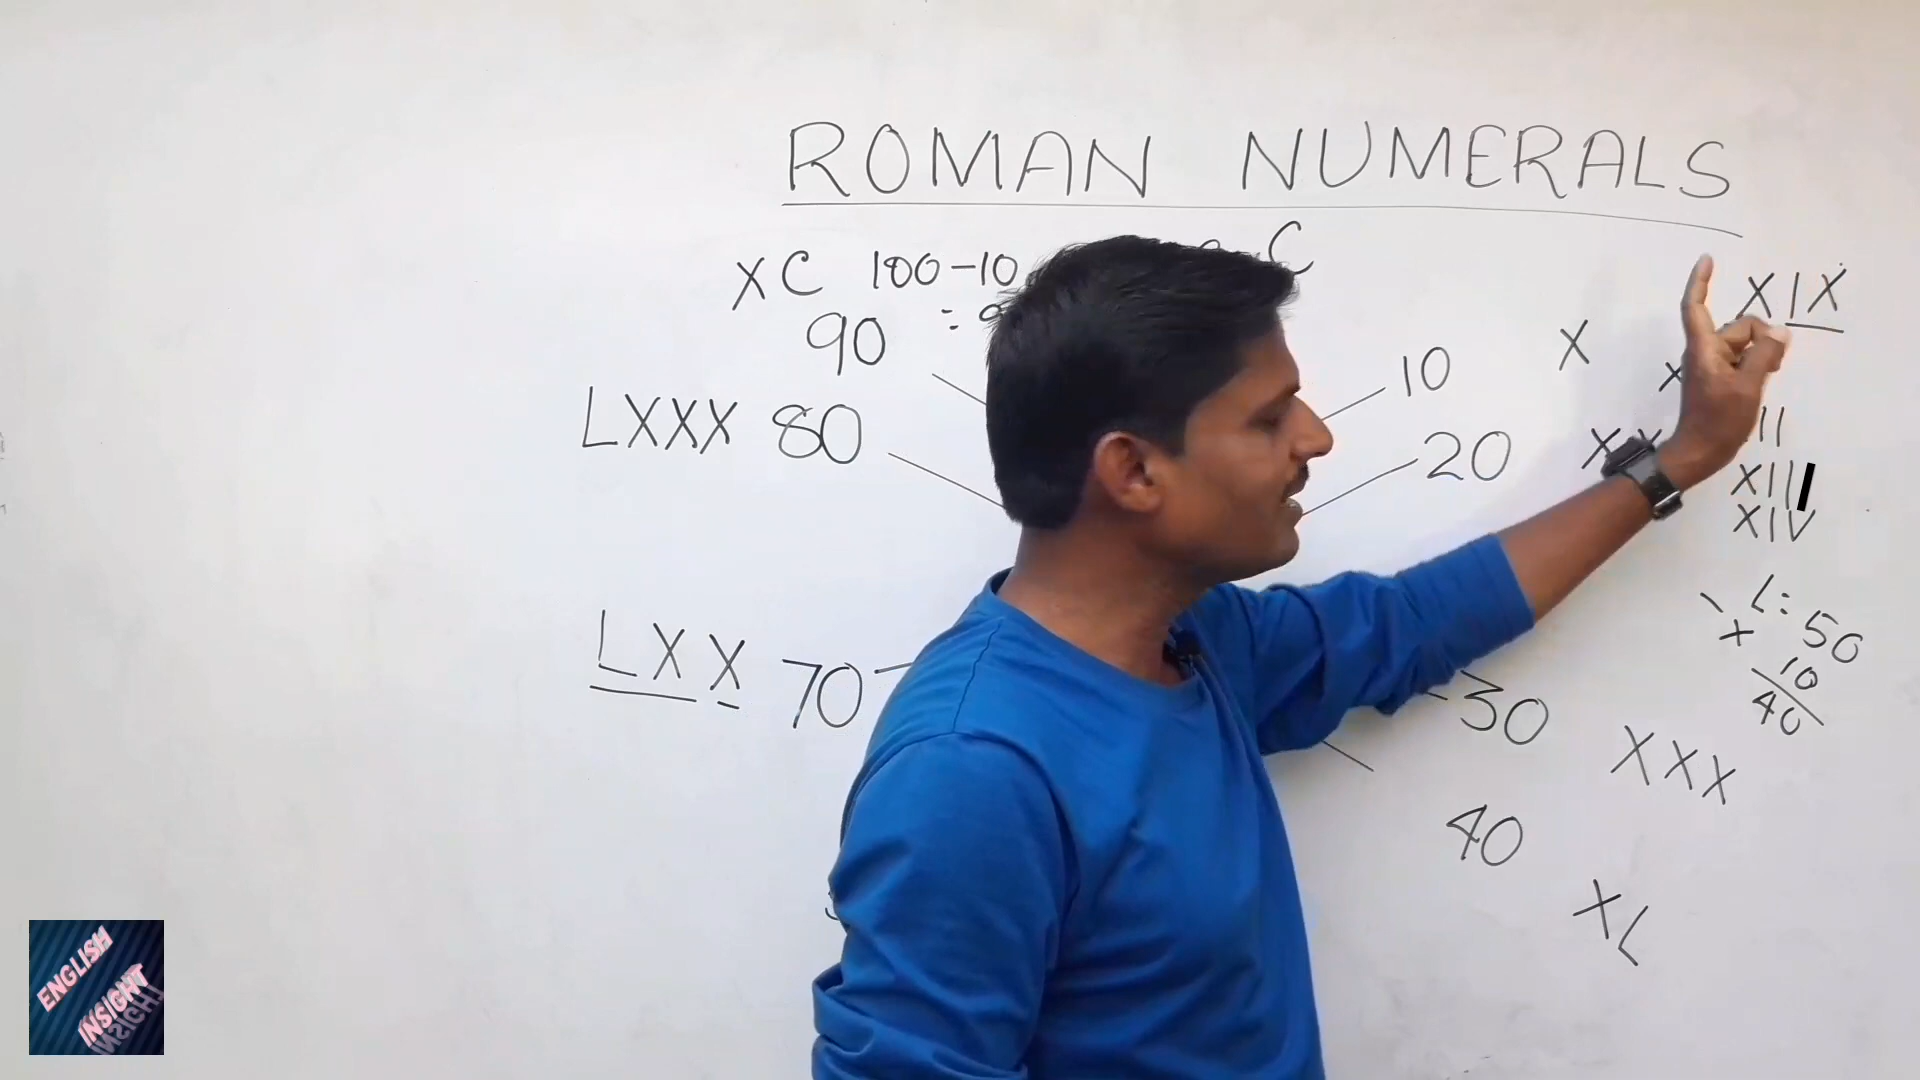 ROMAN NUMERALS
XC 100-10
90
C
XIX
10 X
LXXX 80
20
XIII
XIV
L: 50
10
40
LXX 70
30 XXX
40 XL
ENGLISH
INSIGHT